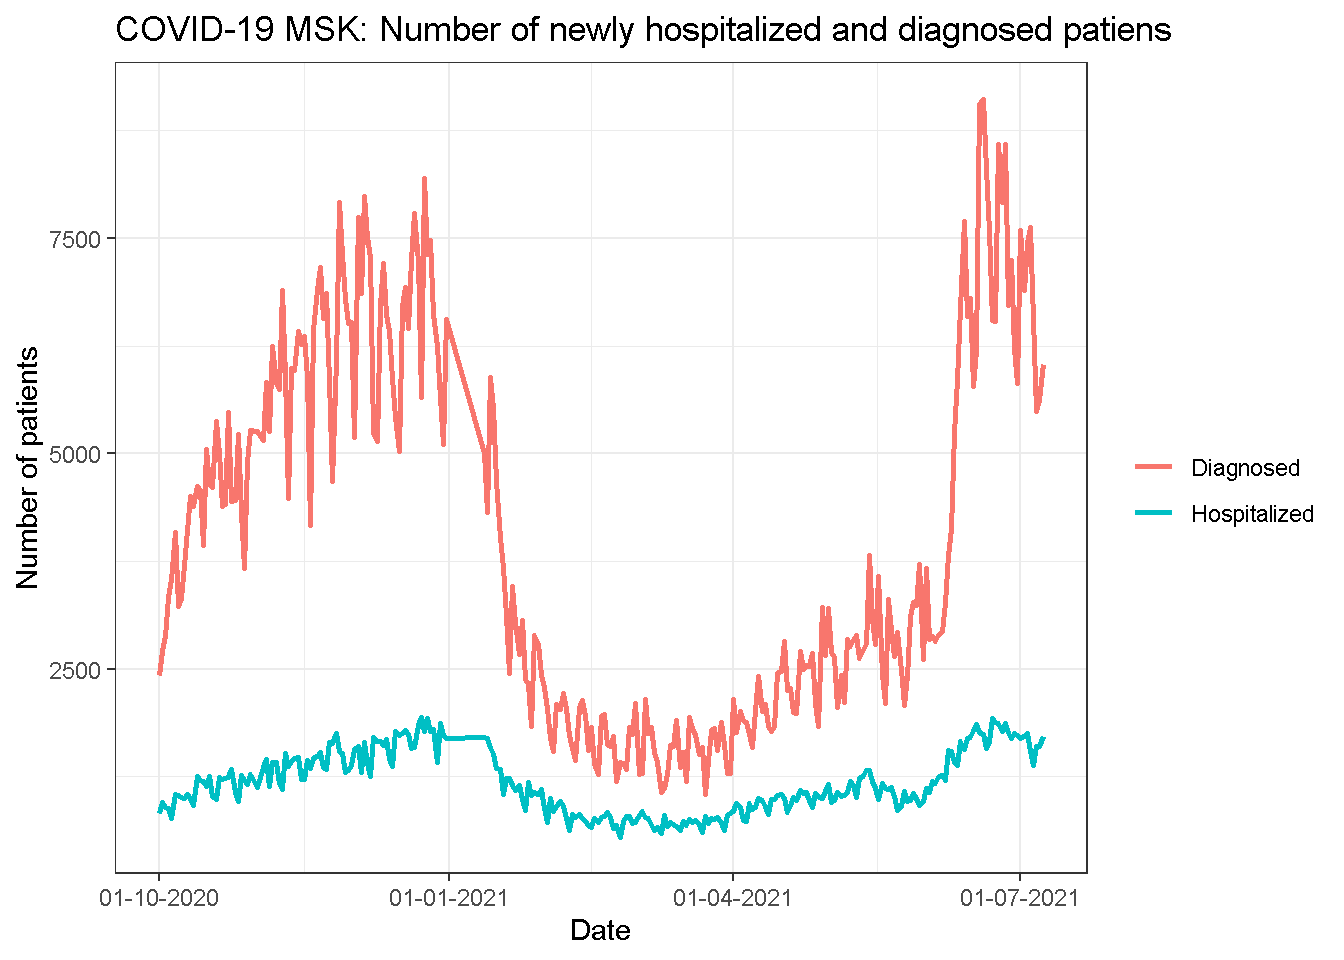 COVID-19 MSK: Number of newly hospitalized and diagnosed patiens
Number of patients
7500
5000
2500
01-10-2020
01-01-2021
01-04-2021
01-07-2021
Date
Diagnosed
Hospitalized